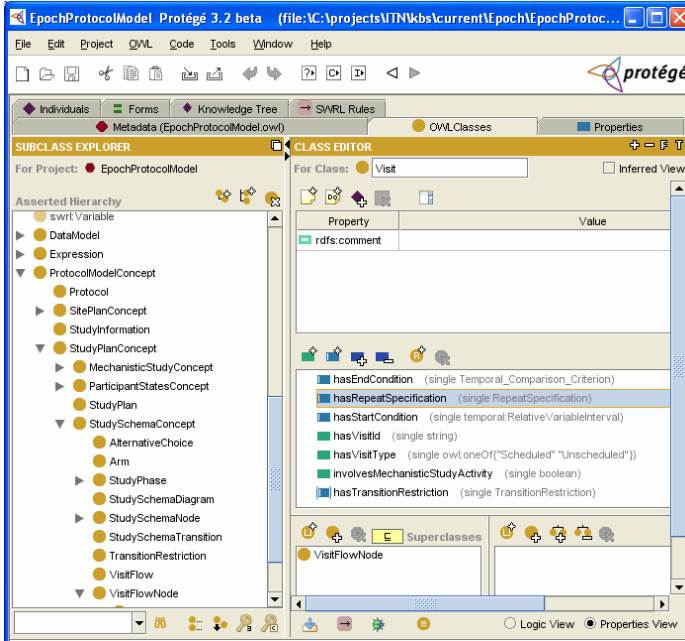 EpochProtocolModel Protégé 3.2 beta (file:\C:\projects\ITN\kbs\current\Epoch\EpochProtoc...
File Edit Project OWL Code Tools Window Help
protégé
Individuals Forms Knowledge Tree SWRL Rules
Metadata (EpochProtocolModel.owl) OWLClasses Properties
SUBCLASS EXPLORER CLASS EDITOR F T
For Project: EpochProtocolModel For Class: Visit Inferred View
Asserted Hierarchy
swrl:Variable
DataModel
Expression
ProtocolModelConcept
Protocol
SitePlanConcept
StudyInformation
StudyPlanConcept
MechanisticStudyConcept
ParticipantStatesConcept
StudyPlan
StudySchemaConcept
AlternativeChoice
Arm
StudyPhase
StudySchemaDiagram
StudySchemaNode
StudySchemaTransition
TransitionRestriction
VisitFlow
VisitFlowNode
Property Value
rdfs:comment
hasEndCondition (single Temporal_Comparison_Criterion)
hasRepeatSpecification (single RepeatSpecification)
hasStartCondition (single temporal:RelativeVariableInterval)
hasVisitId (single string)
hasVisitType (single owl:oneOf{"Scheduled" "Unscheduled"})
involvesMechanisticStudyActivity (single boolean)
hasTransitionRestriction (single TransitionRestriction)
Superclasses
VisitFlowNode
Logic View Properties View